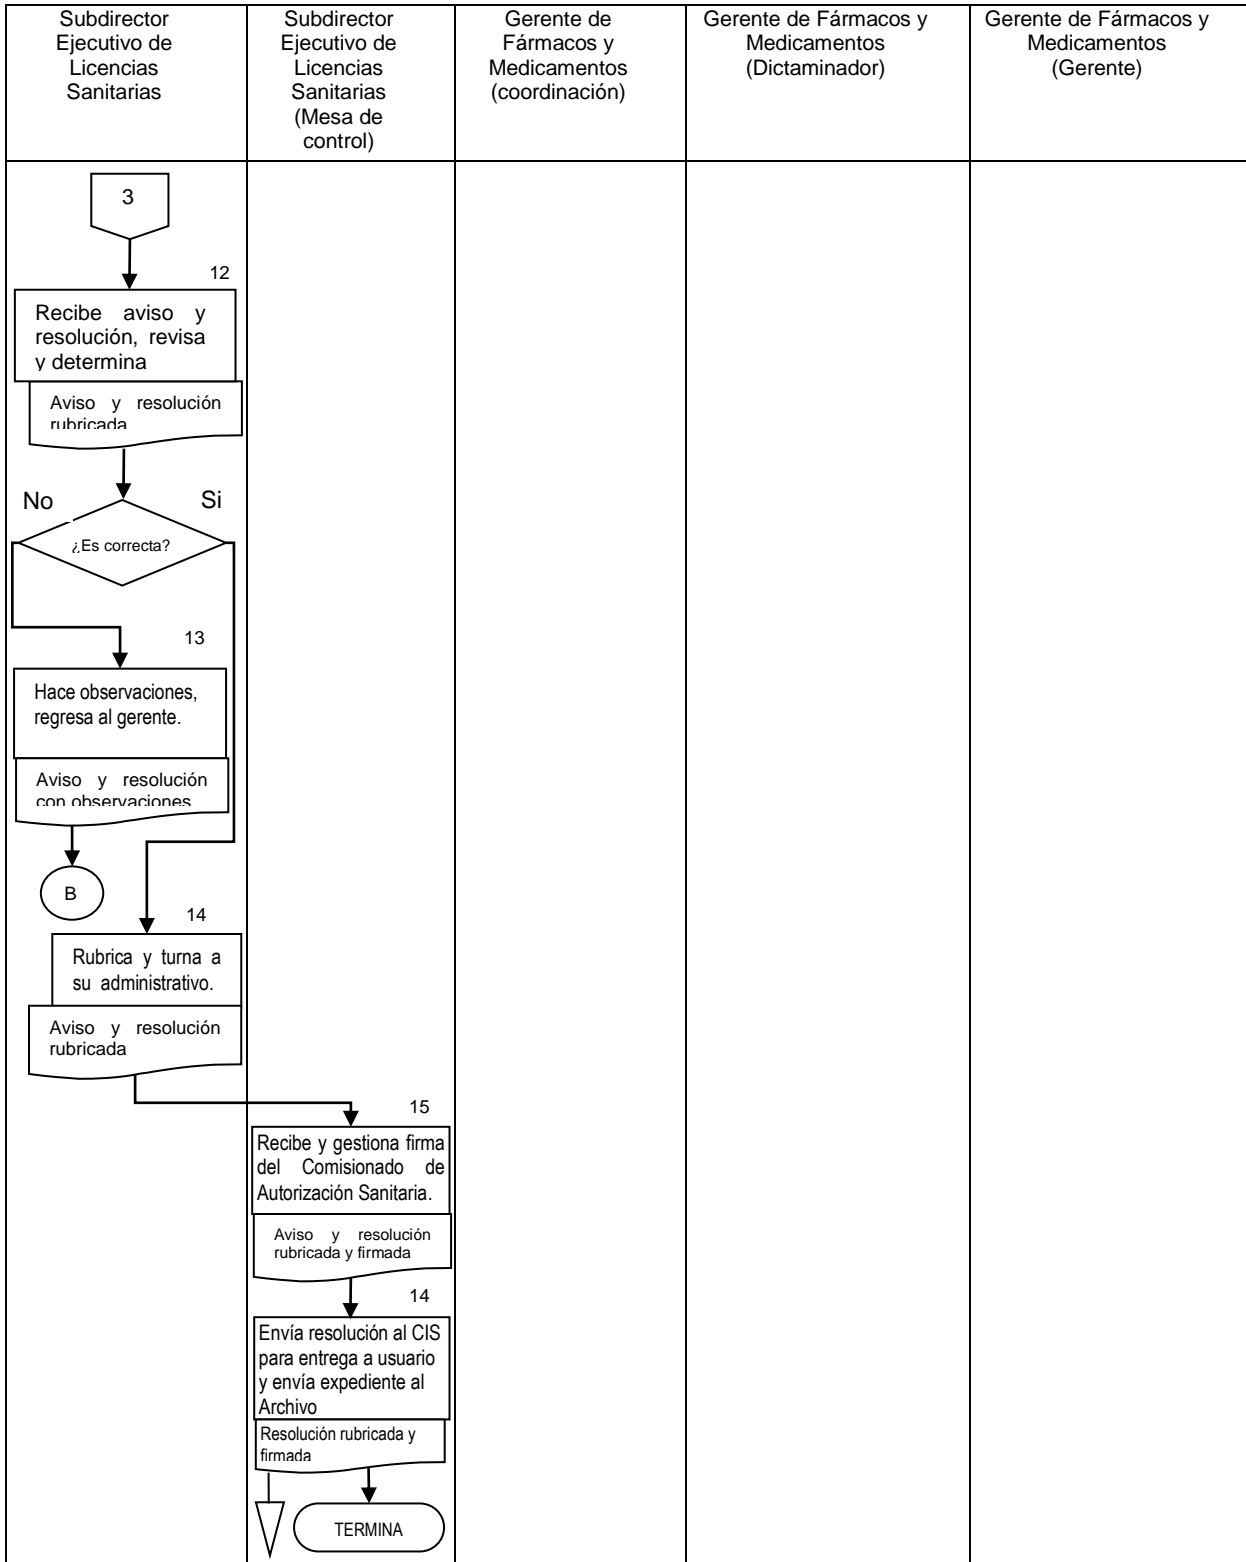 Subdirector
Ejecutivo de
Licencias
Sanitarias
Subdirector
Ejecutivo de
Licencias
Sanitarias
(Mesa de
control)
Gerente de
Fármacos y
Medicamentos
(coordinación)
Gerente de Fármacos y
Medicamentos
(Dictaminador)
Gerente de Fármacos y
Medicamentos
(Gerente)
3
12
Recibe aviso y
resolución, revisa
y determina
Aviso y resolución
rubricada
No
Si
¿Es correcta?
13
Hace observaciones,
regresa al gerente.
Aviso y resolución
con observaciones
B
14
Rubrica y turna a
su administrativo.
Aviso y resolución
rubricada
15
Recibe y gestiona firma
del Comisionado de
Autorización Sanitaria.
Aviso y resolución
rubricada y firmada
14
Envía resolución al CIS
para entrega a usuario
y envía expediente al
Archivo
Resolución rubricada y
firmada
TERMINA